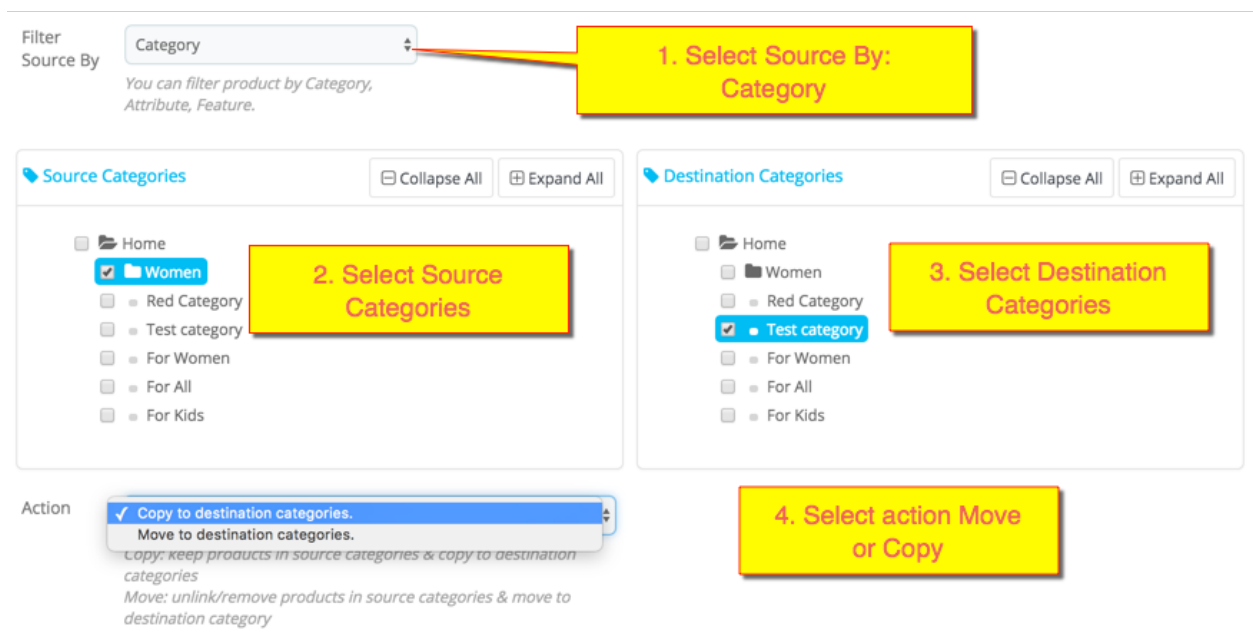 Filter
Source By
Category
You can filter product by Category,
Attribute, Feature.
1. Select Source By:
Category
Source Categories
Collapse All
Expand All
Home
Women
Red Category
Test category
For Women
For All
For Kids
2. Select Source
Categories
Destination Categories
Collapse All
Expand All
Home
Women
Red Category
Test category
For Women
For All
For Kids
3. Select Destination
Categories
Action
✓ Copy to destination categories.
Move to destination categories.
Copy: keep products in source categories & copy to destination
categories
Move: unlink/remove products in source categories & move to
destination category
4. Select action Move
or Copy